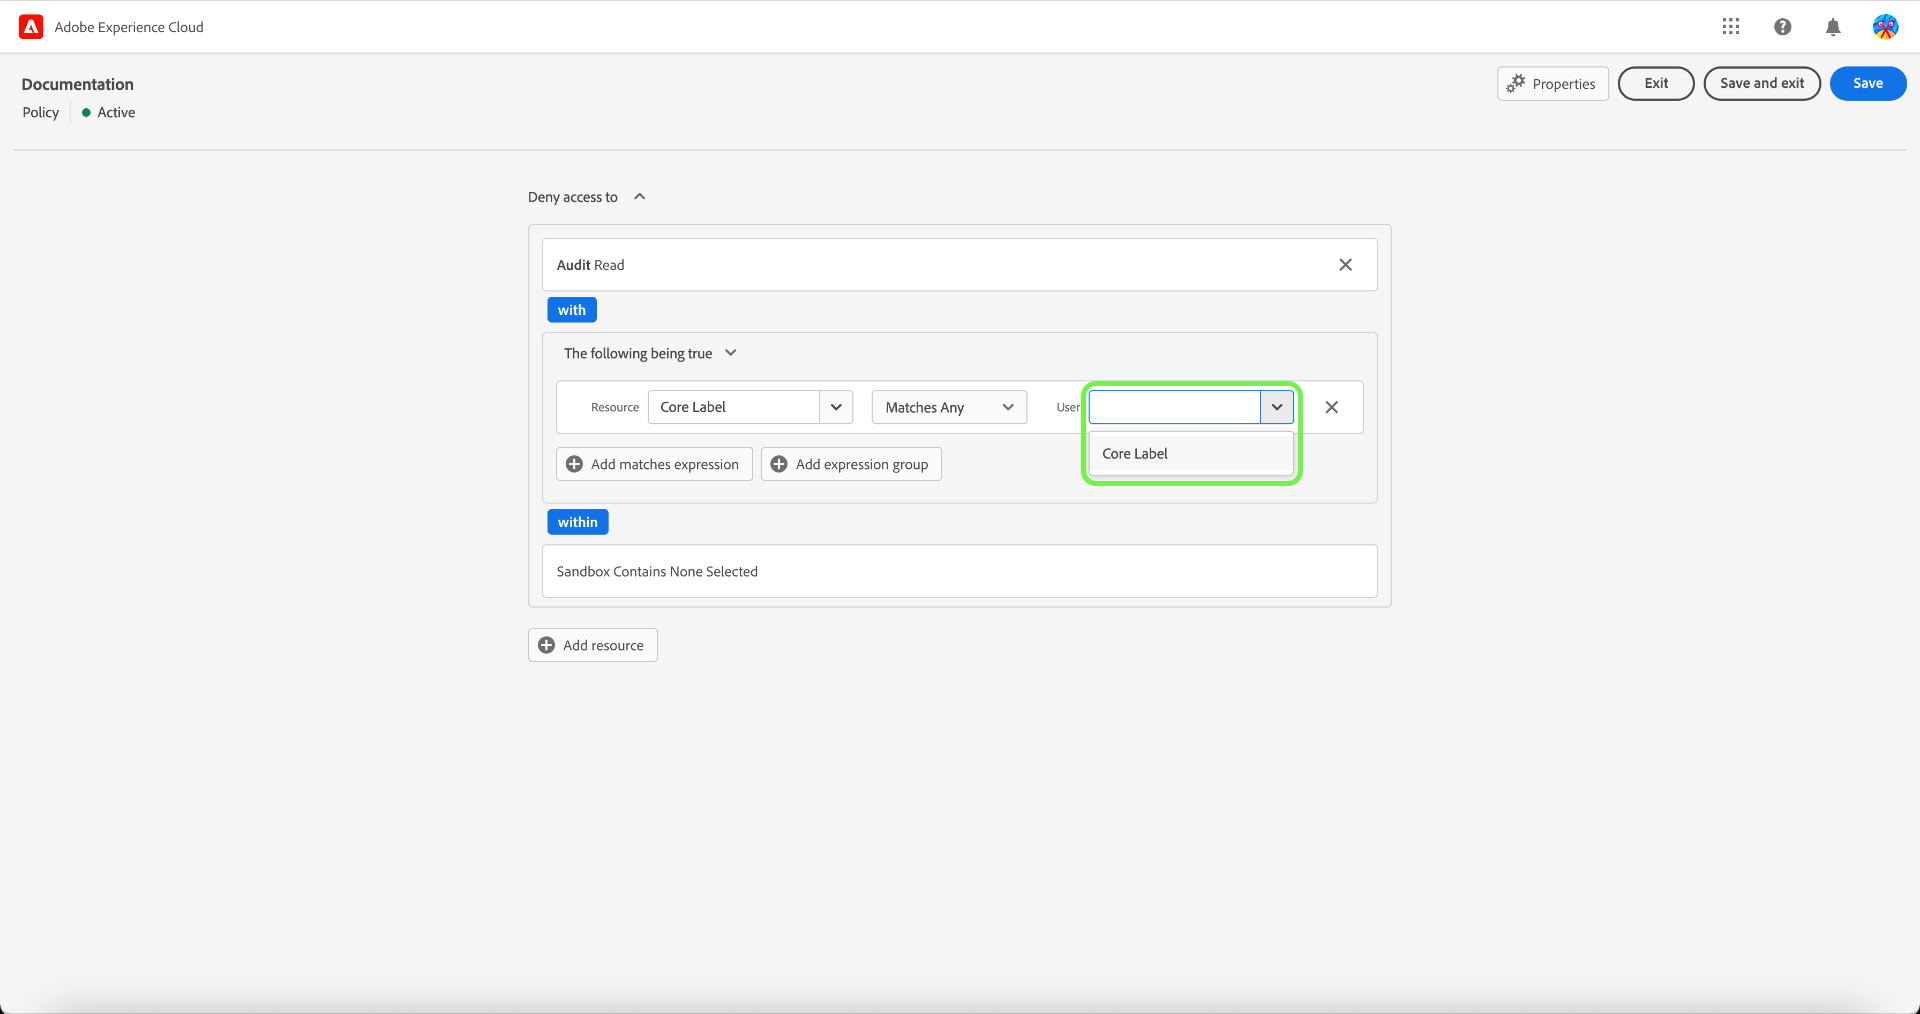 Adobe Experience Cloud
Documentation
Policy
Active
Properties
Exit
Save and exit
Save
Deny access to
Audit Read
with
The following being true
Resource
Core Label
Matches Any
User
Core Label
Add matches expression
Add expression group
within
Sandbox Contains None Selected
Add resource